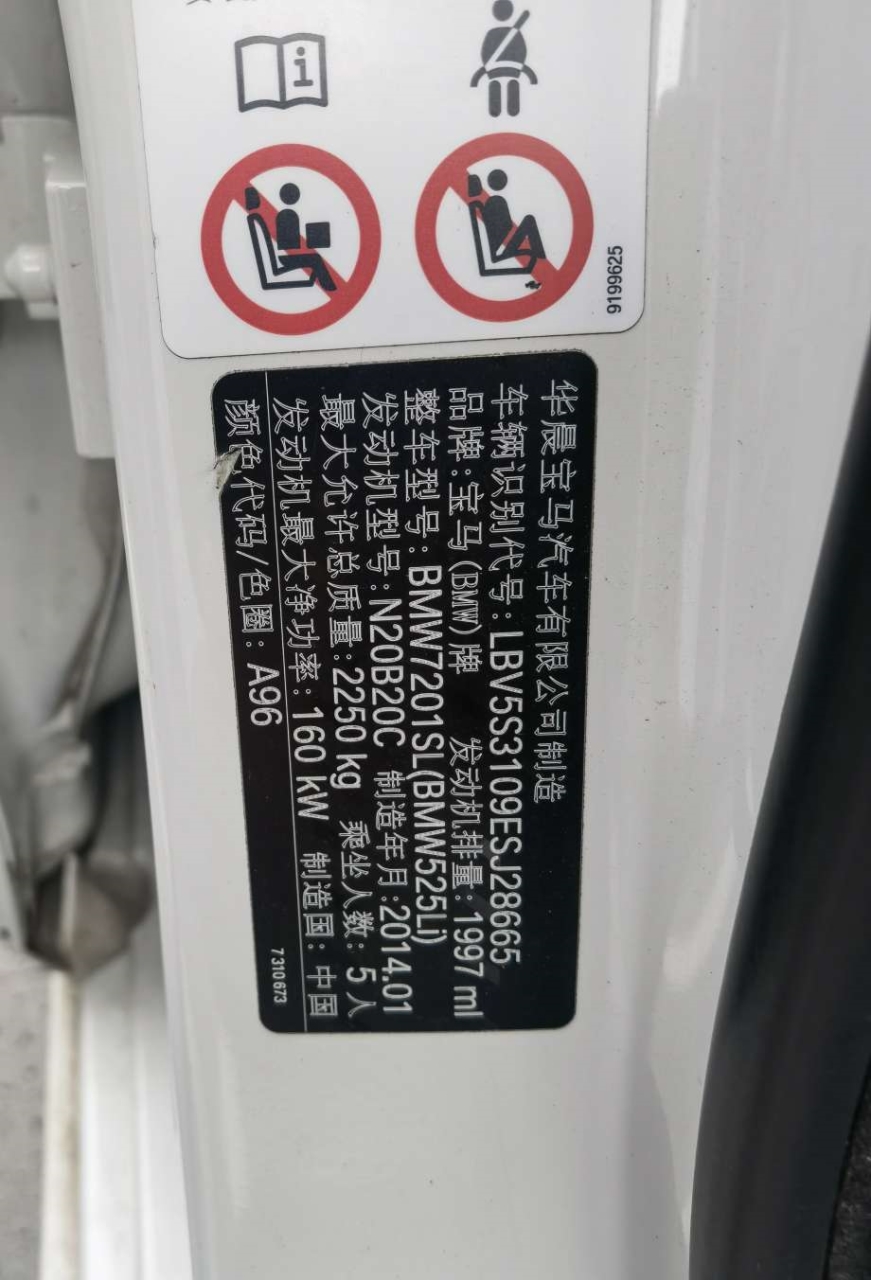 9199625
华晨宝马汽车有限公司制造
车辆识别代号:LBV5S3109ESJ28665
品牌:宝马(BMW)牌 发动机排量:1997 ml
整车型号:BMW7201SL(BMW525Li)
发动机型号:N20B20C 制造年月:2014.01
最大允许总质量:2250 kg 乘坐人数:5人
发动机最大净功率:160 kW 制造国:中国
颜色代码/色圈:A96
7310673